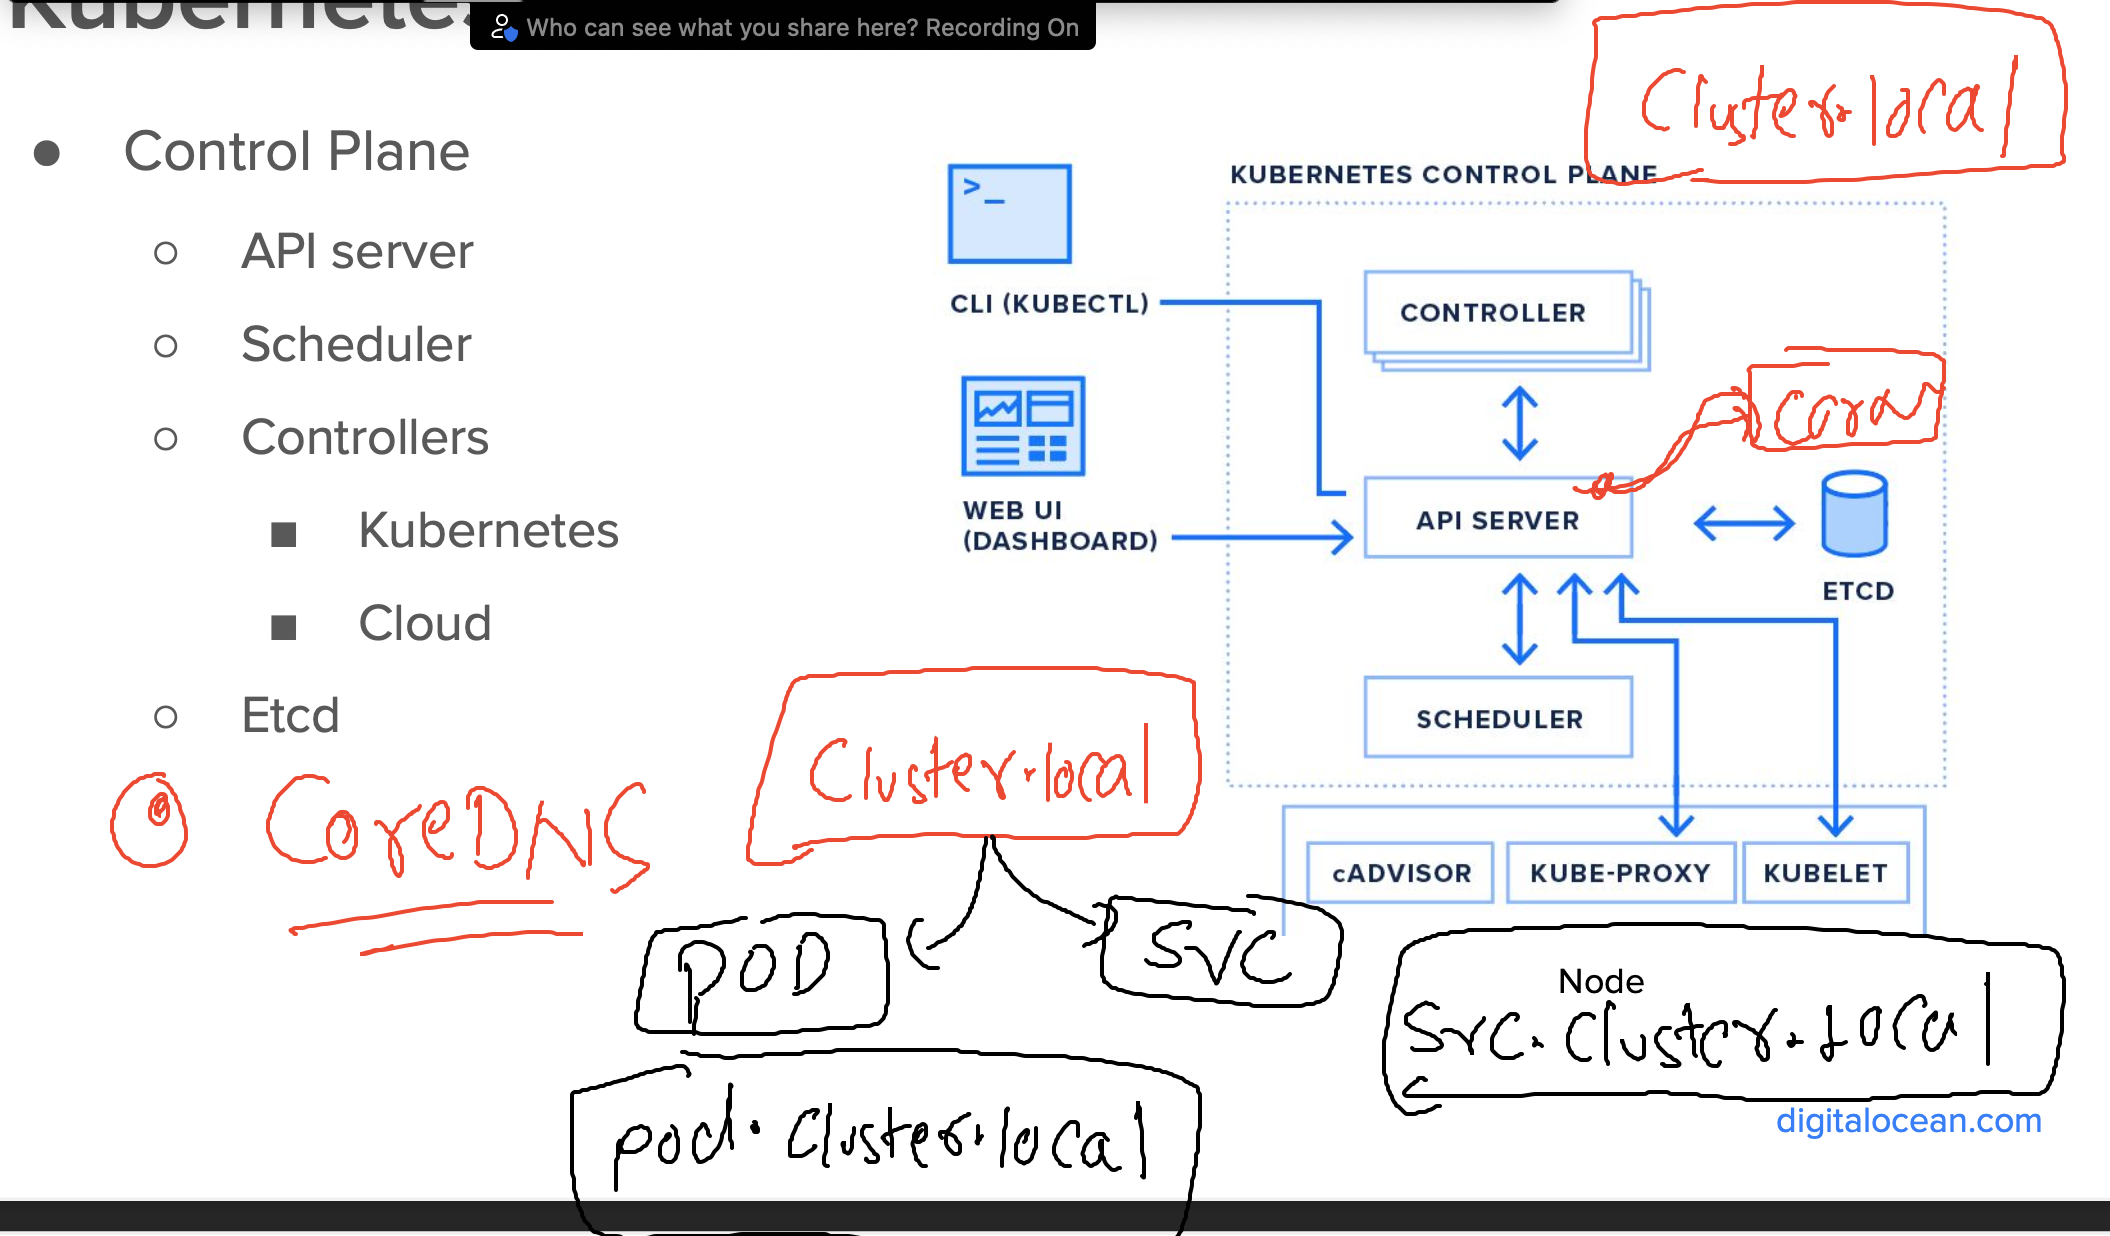 Kubernetes
Who can see what you share here? Recording On
Cluster.local
Control Plane
API server
Scheduler
Controllers
Kubernetes
Cloud
Etcd
CoreDNS
KUBERNETES CONTROL PLANE
>_
CLI (KUBECTL)
WEB UI
(DASHBOARD)
CONTROLLER
API SERVER
ETCD
SCHEDULER
cADVISOR
KUBE-PROXY
KUBELET
Cluster.local
POD
SVC
Node
svc.cluster.local
pod.cluster.local
digitalocean.com